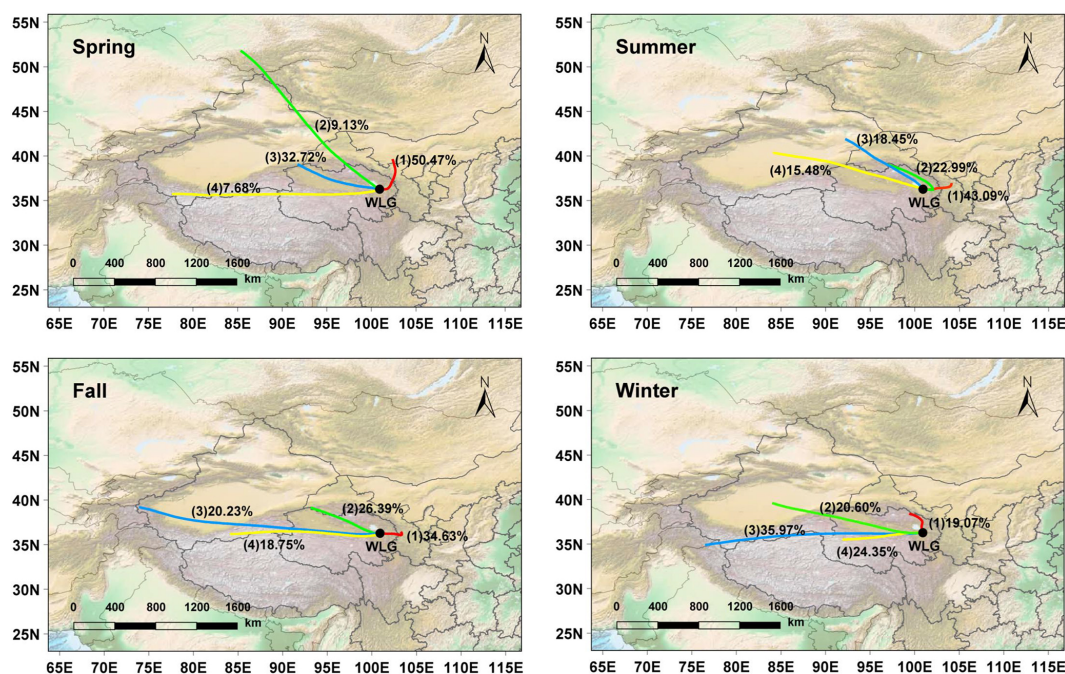 55N
50N
45N
40N
35N
30N
25N
Spring
N
(2)9.13%
(3)32.72%
(1)50.47%
(4)7.68%
WLG
0 400 800 1200 1600
km
65E 70E 75E 80E 85E 90E 95E 100E 105E 110E 115E
55N
50N
45N
40N
35N
30N
25N
Summer
N
(3)18.45%
(2)22.99%
(4)15.48%
(1)43.09%
WLG
0 400 800 1200 1600
km
65E 70E 75E 80E 85E 90E 95E 100E 105E 110E 115E
55N
50N
45N
40N
35N
30N
25N
Fall
N
(2)26.39%
(3)20.23%
(1)34.63%
(4)18.75%
WLG
0 400 800 1200 1600
km
65E 70E 75E 80E 85E 90E 95E 100E 105E 110E 115E
55N
50N
45N
40N
35N
30N
25N
Winter
N
(2)20.60%
(1)19.07%
(3)35.97%
WLG
(4)24.35%
0 400 800 1200 1600
km
65E 70E 75E 80E 85E 90E 95E 100E 105E 110E 115E